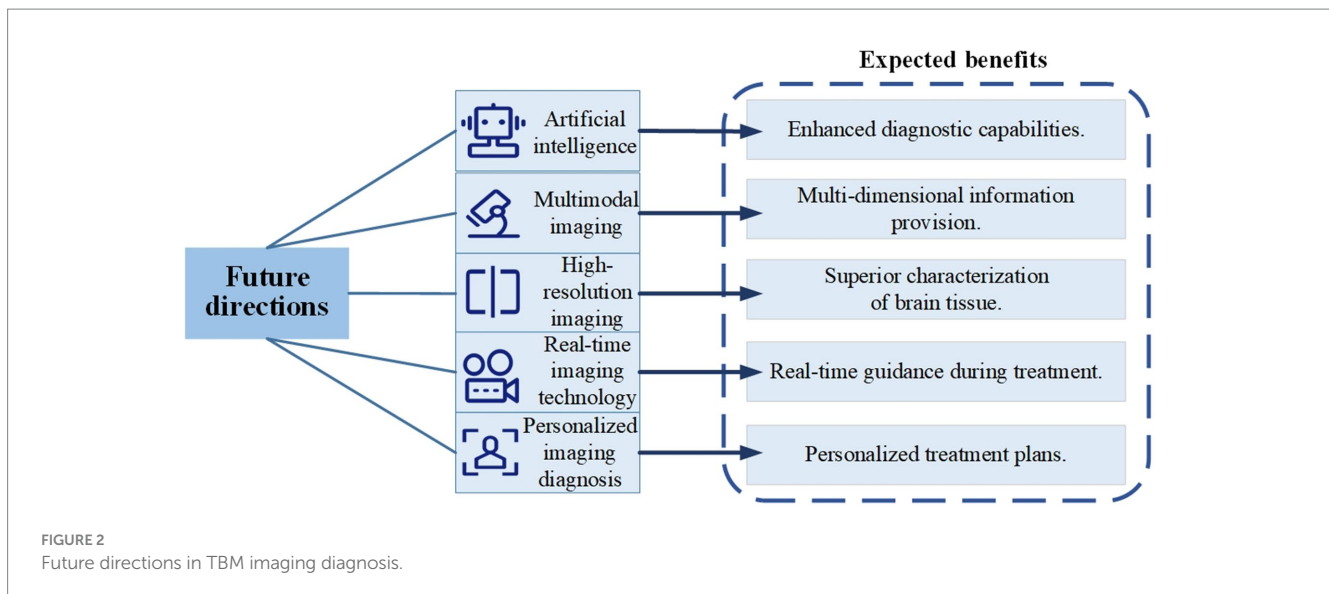 Expected benefits
Future
directions
Artificial
intelligence
Enhanced diagnostic capabilities.
Multimodal
imaging
Multi-dimensional information
provision.
High-
resolution
imaging
Superior characterization
of brain tissue.
Real-time
imaging
technology
Real-time guidance during treatment.
Personalized
imaging
diagnosis
Personalized treatment plans.
FIGURE 2
Future directions in TBM imaging diagnosis.